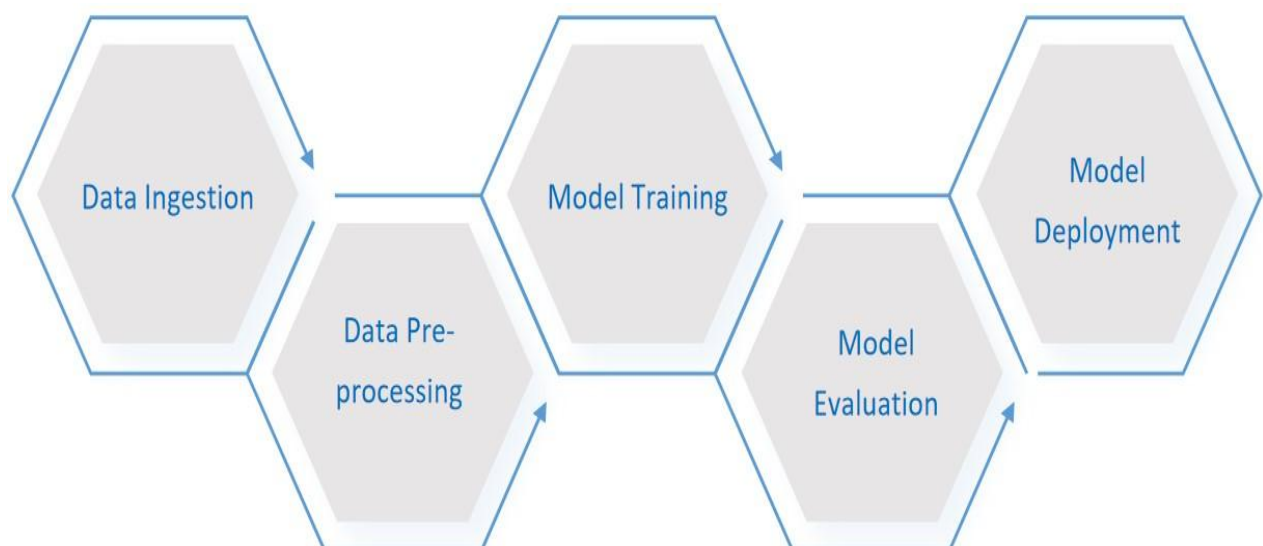 Data Ingestion
Data Pre-
processing
Model Training
Model
Evaluation
Model
Deployment